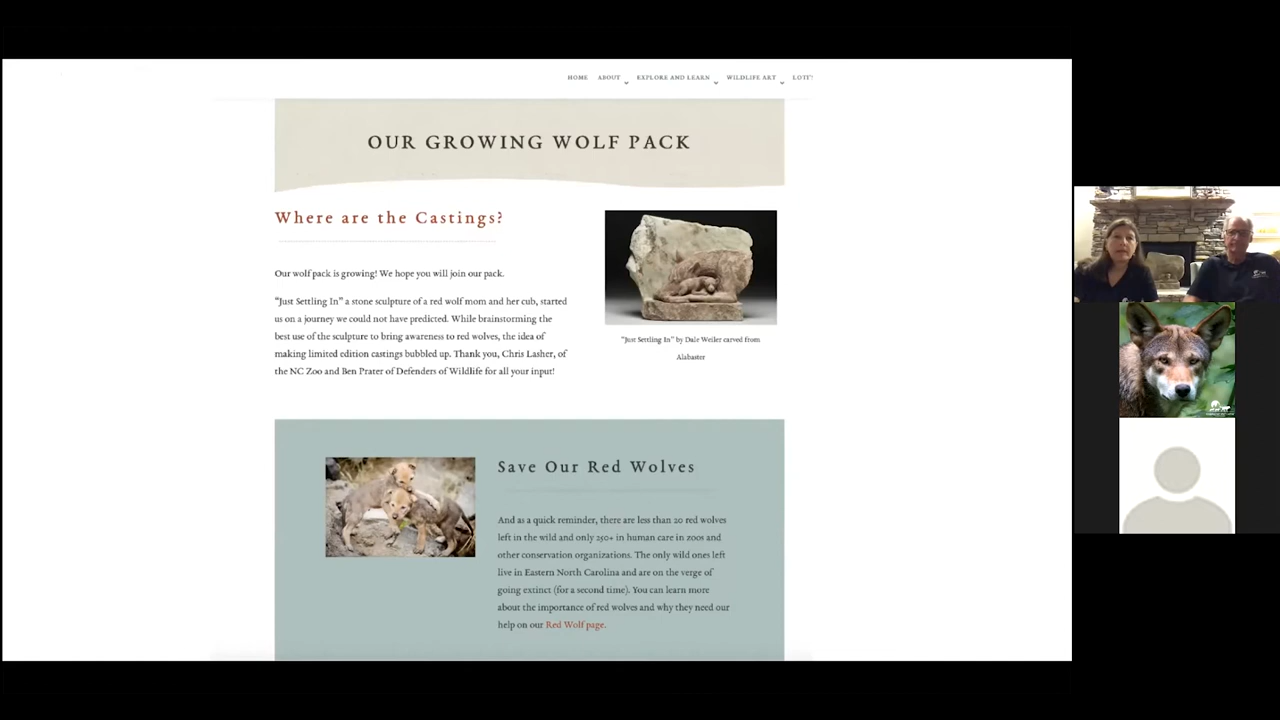 HOME ABOUT EXPLORE AND LEARN WILDLIFE ART
OUR GROWING WOLF PACK
Where are the Castings?
Our wolf pack is growing! We hope you will join our pack.
“Just Settling In” a stone sculpture of a red wolf mom and her cub, started
us on a journey we could not have predicted. While brainstorming the
best use of the sculpture to bring awareness to red wolves, the idea of
making limited edition castings bubbled up. Thank you, Chris Lasher, of
the NC Zoo and Ben Prater of Defenders of Wildlife for all your input!
“Just Settling In” by Dale Weiler carved from
Alabaster
Save Our Red Wolves
And as a quick reminder, there are less than 20 red wolves
left in the wild and only 250+ in human care in zoos and
other conservation organizations. The only wild ones left
live in Eastern North Carolina and are on the verge of
going extinct (for a second time). You can learn more
about the importance of red wolves and why they need our
help on our Red Wolf page.